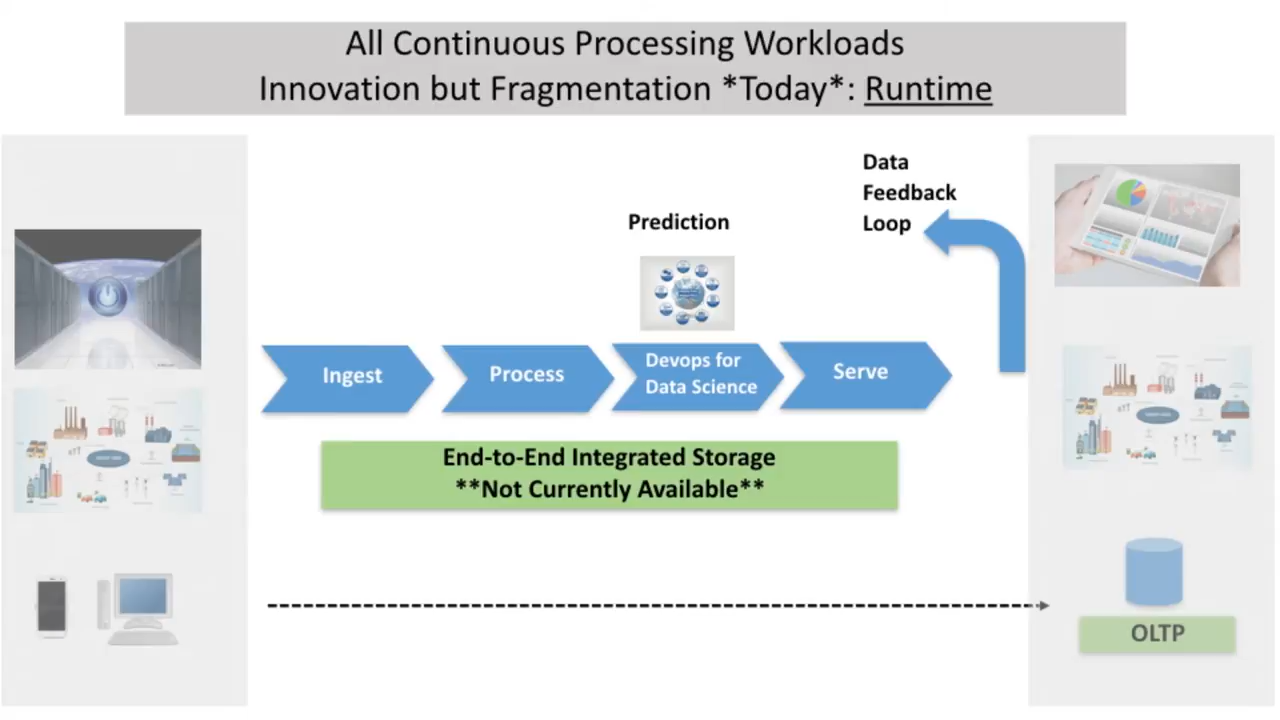 All Continuous Processing Workloads
Innovation but Fragmentation *Today*: Runtime
Data
Feedback
Loop
Prediction
Ingest
Process
Devops for
Data Science
Serve
End-to-End Integrated Storage
**Not Currently Available**
OLTP